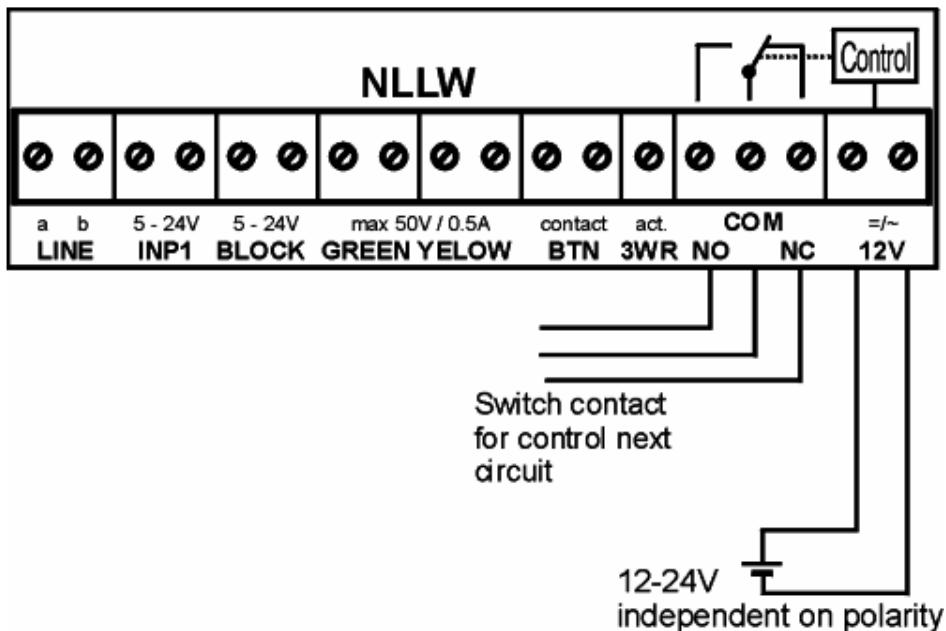 Control
NLLW
a b 5 - 24V 5 - 24V max 50V / 0.5A contact act. COM =/~
LINE INP1 BLOCK GREEN YELOW BTN 3WR NO NC 12V
Switch contact
for control next
circuit
12-24V
independent on polarity